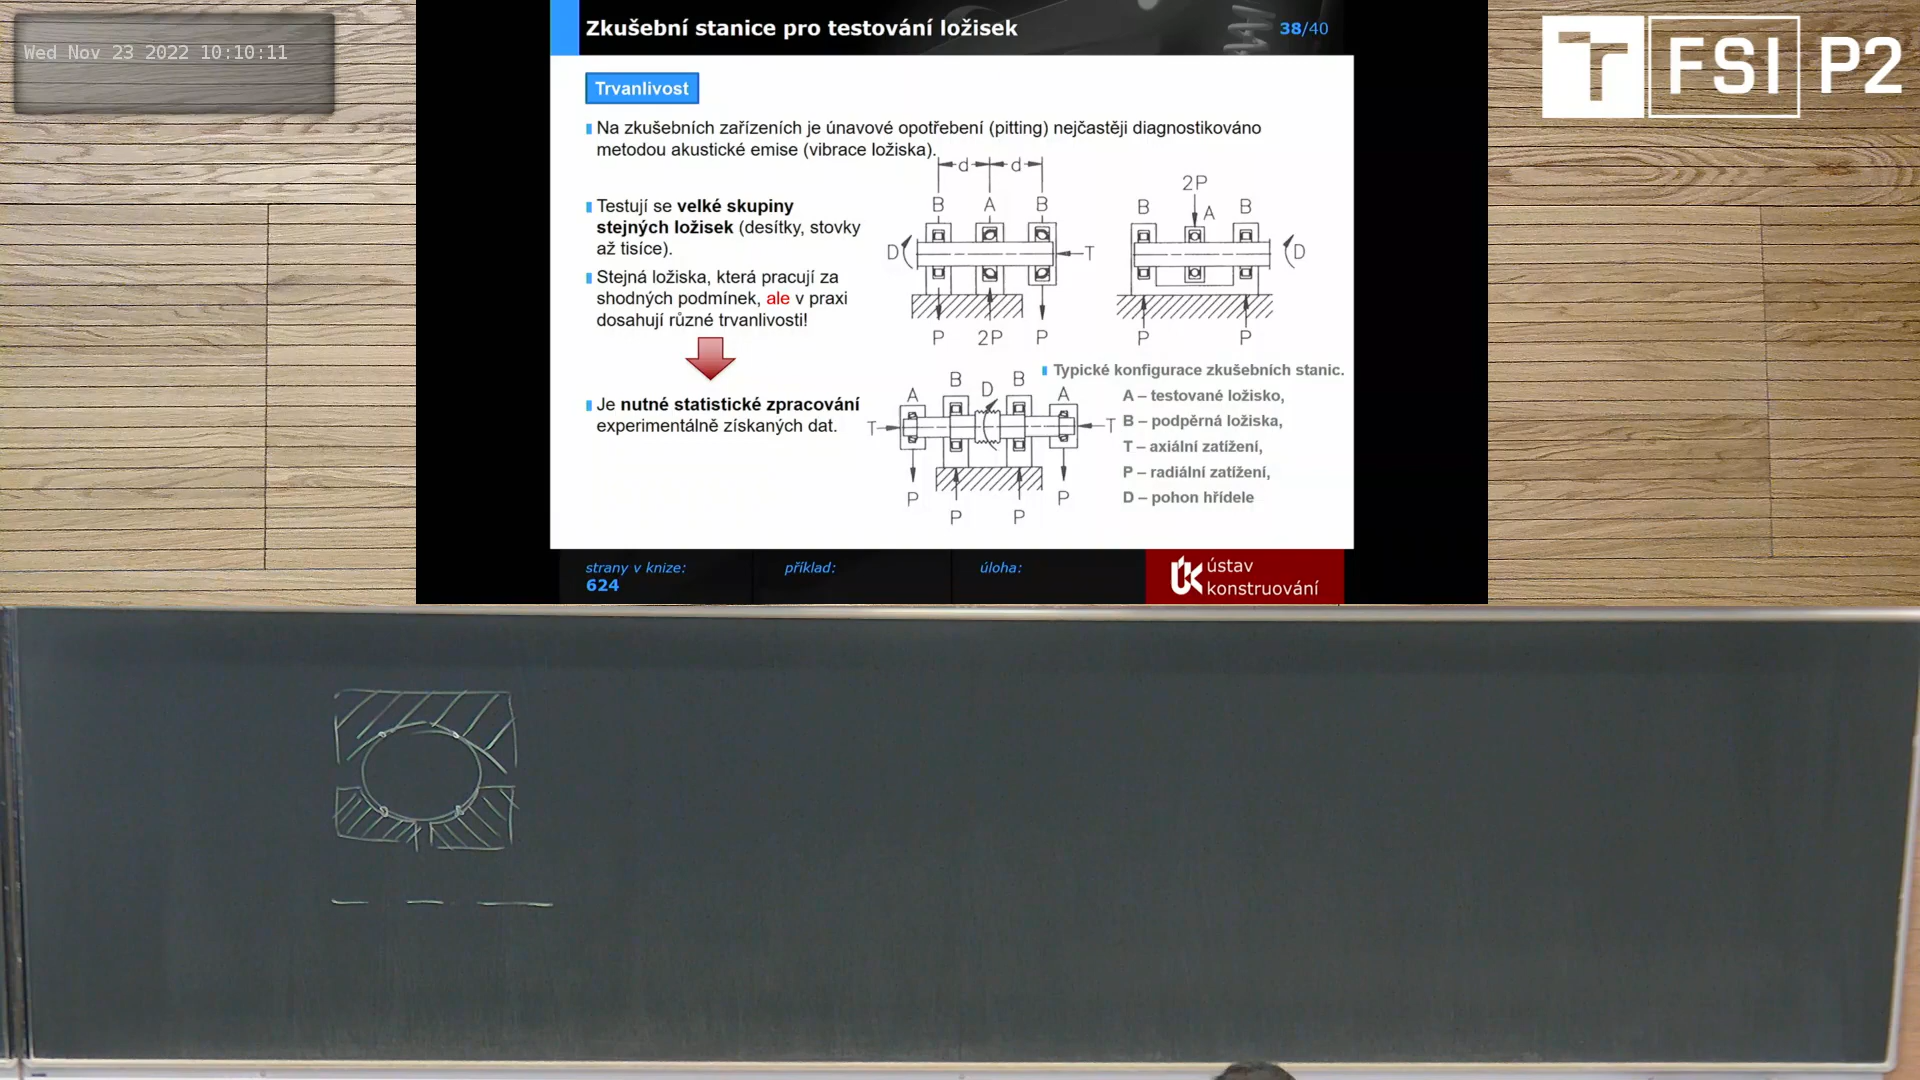 Wed Nov 23 2022 10:10:11
Zkušební stanice pro testování ložisek
38/40
FSI P2
Trvanlivost
Na zkušebních zařízeních je únavové opotřebení (pitting) nejčastěji diagnostikováno
metodou akustické emise (vibrace ložiska).
Testují se velké skupiny
stejných ložisek (desítky, stovky
až tisíce).
Stejná ložiska, která pracují za
shodných podmínek, ale v praxi
dosahují různé trvanlivosti!
Je nutné statistické zpracování
experimentálně získaných dat.
d d
B A B
D T
P 2P P
2P
B A B
D
P P
Typické konfigurace zkušebních stanic.
A – testované ložisko,
B – podpěrná ložiska,
T – axiální zatížení,
P – radiální zatížení,
D – pohon hřídele
A B D B A
T T
P P
P P
strany v knize:
624
příklad:
úloha:
ústav
konstruování